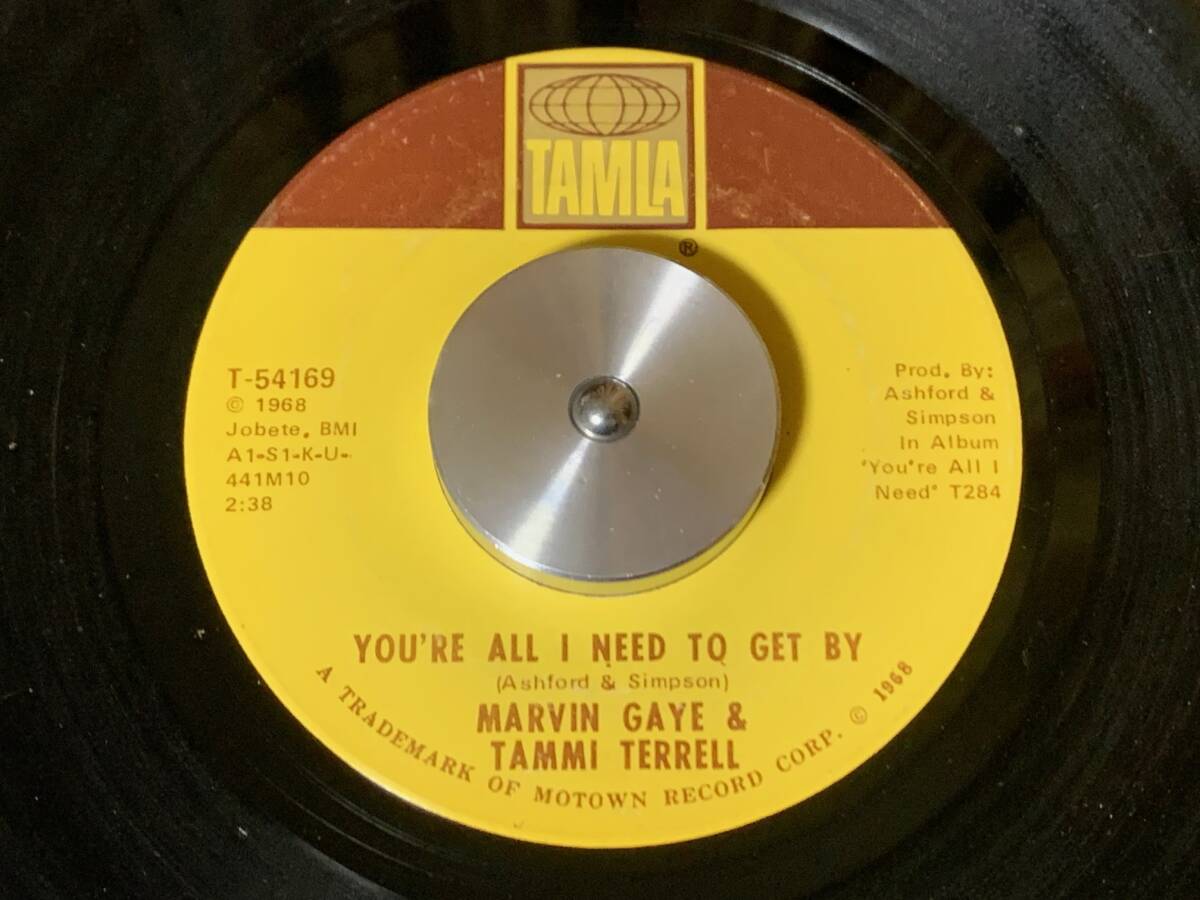 TAMLA
®
T-54169
© 1968
Jobete, BMI
A1-S1-K-U-
441M10
2:38
Prod. By:
Ashford &
Simpson
In Album
"You're All I
Need" T284
YOU'RE ALL I NEED TO GET BY
(Ashford & Simpson)
MARVIN GAYE &
TAMMI TERRELL
A TRADEMARK OF MOTOWN RECORD CORP. © 1968